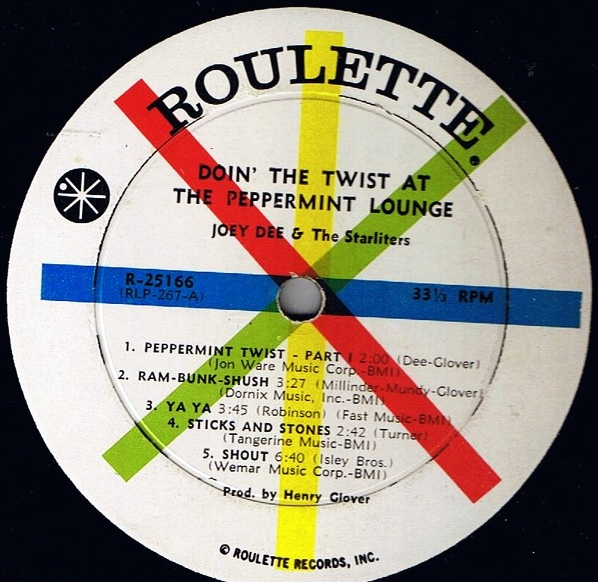 ROULETTE
DOIN' THE TWIST AT
THE PEPPERMINT LOUNGE
JOEY DEE & The Starliters
R-25166
(RLP-267-A)
33⅓ RPM
1. PEPPERMINT TWIST - PART I 2:00 (Dee-Glover)
(Jon Ware Music Corp.-BMI)
2. RAM-BUNK-SHUSH 3:27 (Millinder-Mundy-Glover)
(Dornix Music, Inc.-BMI)
3. YA YA 3:45 (Robinson) (Fast Music-BMI)
4. STICKS AND STONES 2:42 (Turner)
(Tangerine Music-BMI)
5. SHOUT 6:40 (Isley Bros.)
(Wemar Music Corp.-BMI)
Prod. by Henry Glover
© ROULETTE RECORDS, INC.